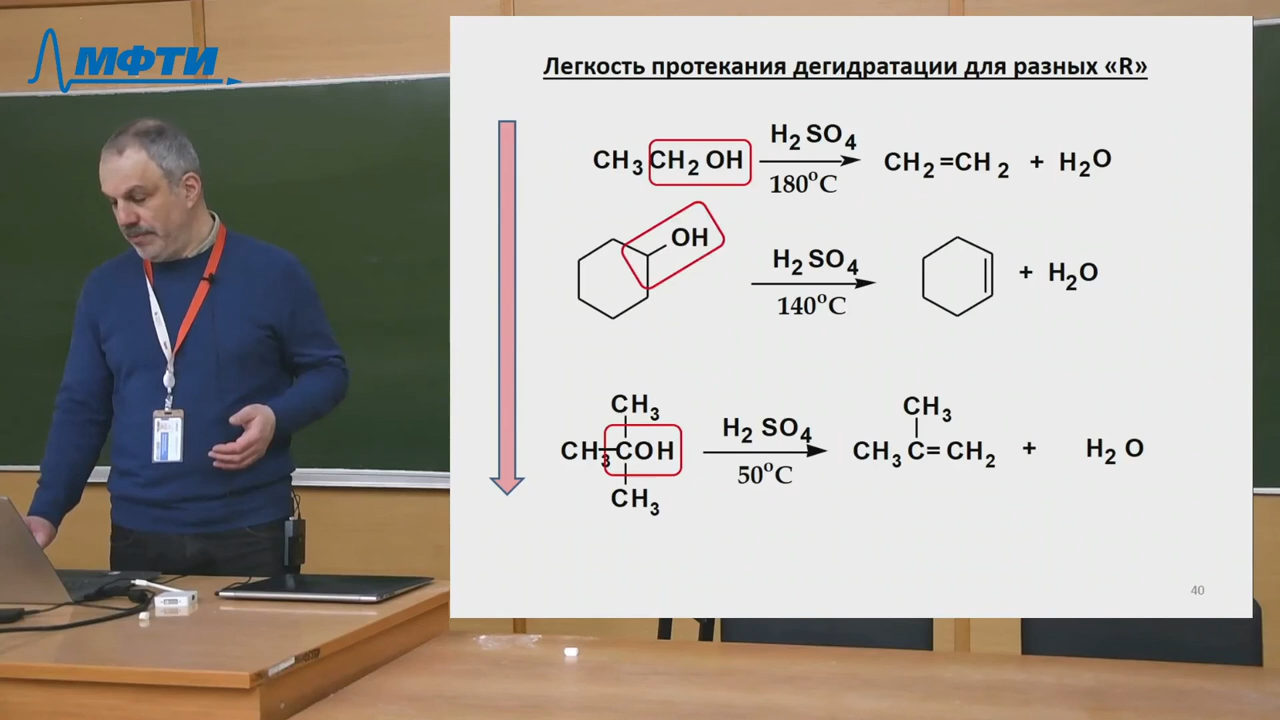 МФТИ
Легкость протекания дегидратации для разных «R»
CH3 CH2 OH H2 SO4 180°C CH2 =CH 2 + H2O
OH H2 SO4 140°C + H2O
CH3
CH3 C O H H2 SO4 50°C CH3 C= CH2 + H2 O
CH3
CH3
40